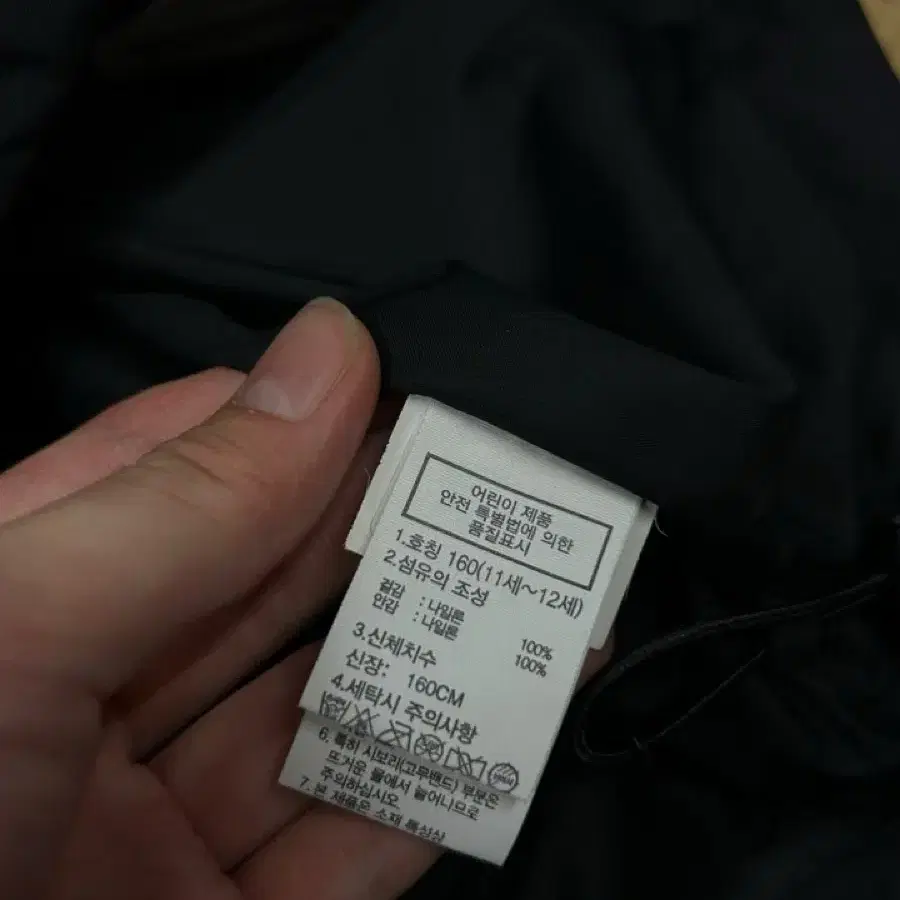 어린이 제품
안전 특별법에 의한
품질표시
1.호칭 160(11세~12세)
2.섬유의 조성
겉감 : 나일론 100%
안감 : 나일론 100%
3.신체치수
신장: 160CM
4.세탁시 주의사항
6. 특히 시보리(고무밴드) 부분은
뜨거운 물에서 늘어나므로
주의하십시오.
7. 본 제품은 소재 특성상